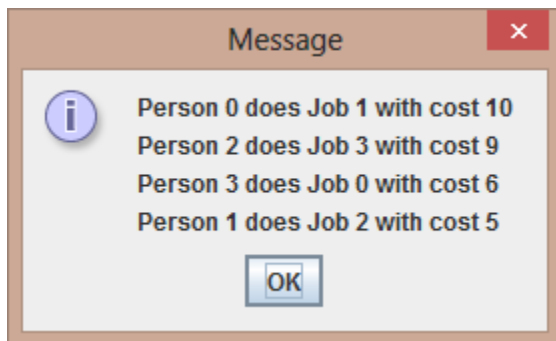 Message
Person 0 does Job 1 with cost 10
Person 2 does Job 3 with cost 9
Person 3 does Job 0 with cost 6
Person 1 does Job 2 with cost 5
OK